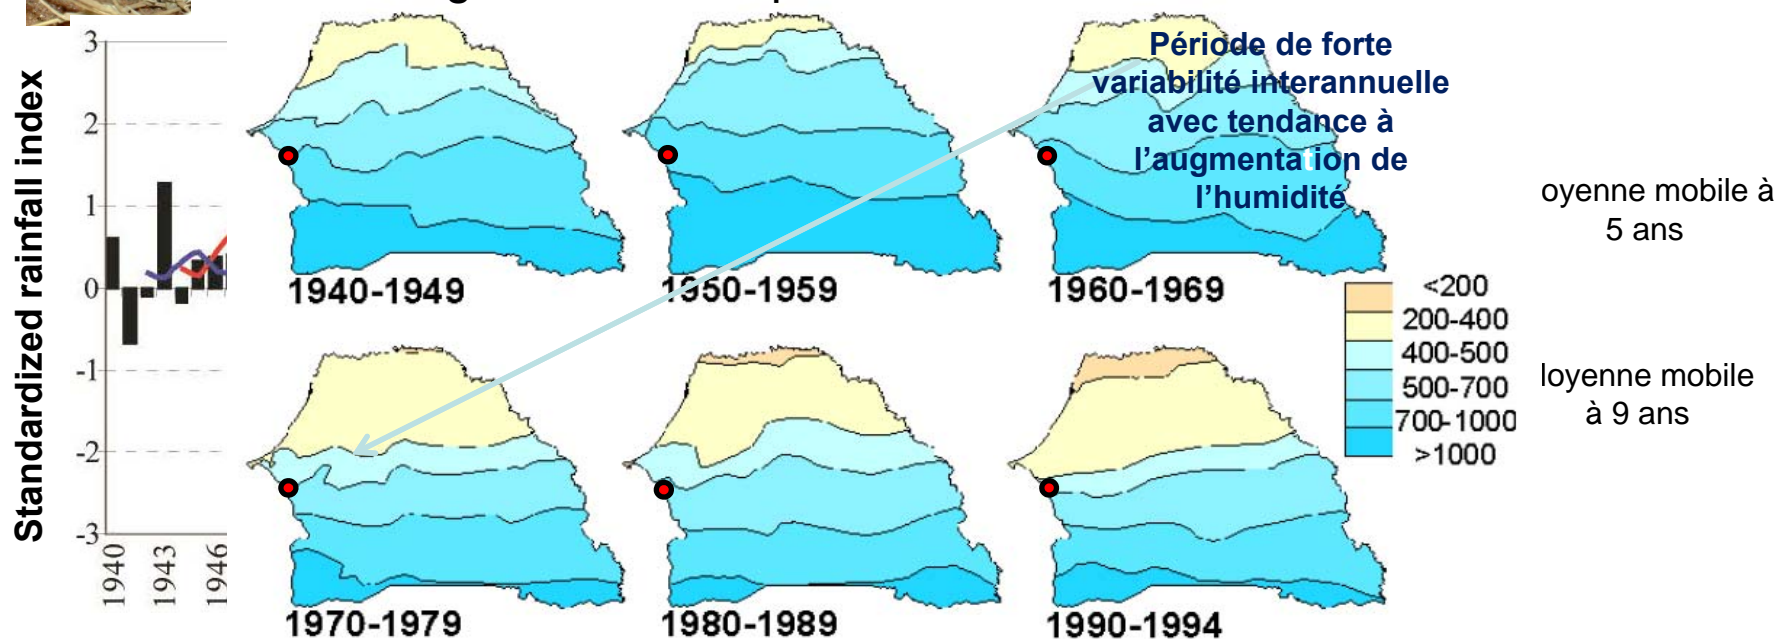 Standardized rainfall index
3
2
1
0
-1
-2
-3
1940
1943
1946
1940-1949
1950-1959
1960-1969
Période de forte
variabilité interannuelle
avec tendance à
l'augmentation de
l'humidité
oyenne mobile à
5 ans
<200
200-400
400-500
500-700
700-1000
>1000
loyenne mobile
à 9 ans
1970-1979
1980-1989
1990-1994